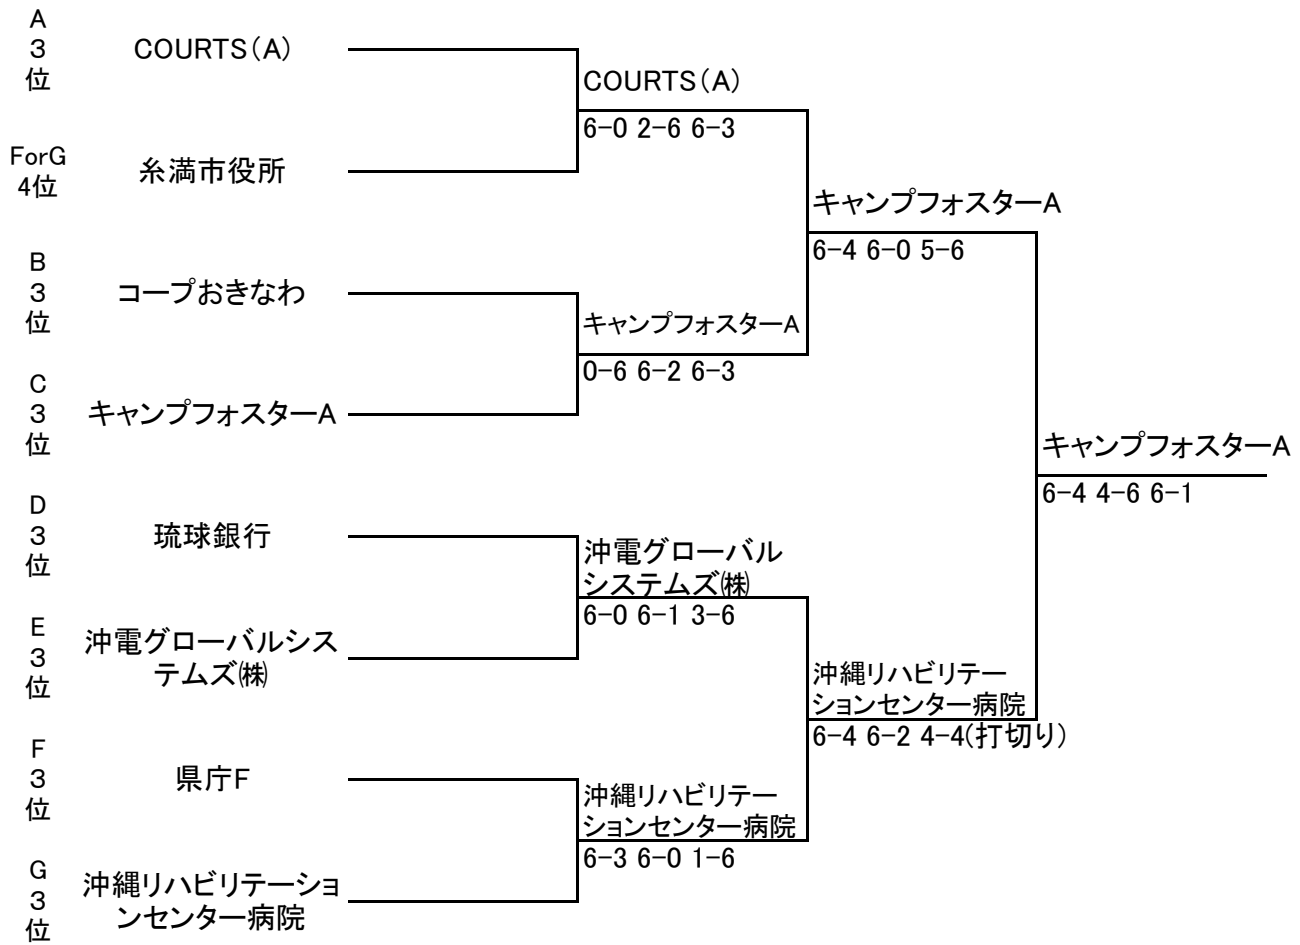 A
3
位
COURTS(A)
COURTS(A)
6-0 2-6 6-3
ForG
4位
糸満市役所
キャンプフォスターA
6-4 6-0 5-6
B
3
位
コープおきなわ
キャンプフォスターA
0-6 6-2 6-3
C
3
位
キャンプフォスターA
キャンプフォスターA
6-4 4-6 6-1
D
3
位
琉球銀行
沖電グローバル
システムズ㈱
6-0 6-1 3-6
E
3
位
沖電グローバルシス
テムズ㈱
沖縄リハビリテー
ションセンター病院
6-4 6-2 4-4(打切り)
F
3
位
県庁F
沖縄リハビリテー
ションセンター病院
6-3 6-0 1-6
G
3
位
沖縄リハビリテーショ
ンセンター病院